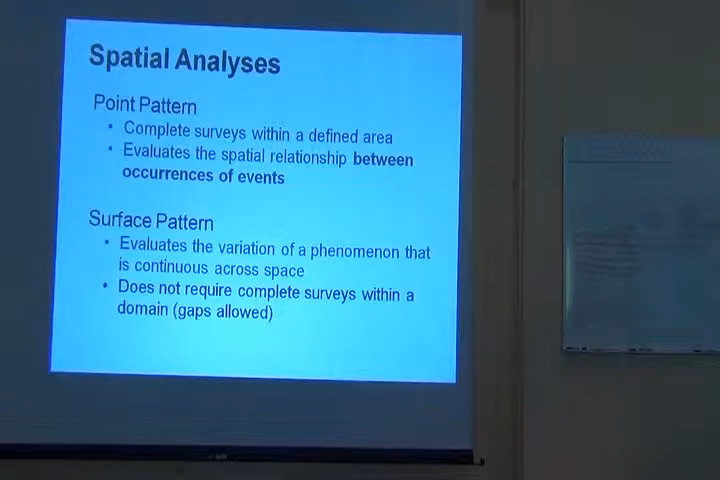 Spatial Analyses
Point Pattern
• Complete surveys within a defined area
• Evaluates the spatial relationship between
occurrences of events
Surface Pattern
• Evaluates the variation of a phenomenon that
is continuous across space
• Does not require complete surveys within a
domain (gaps allowed)